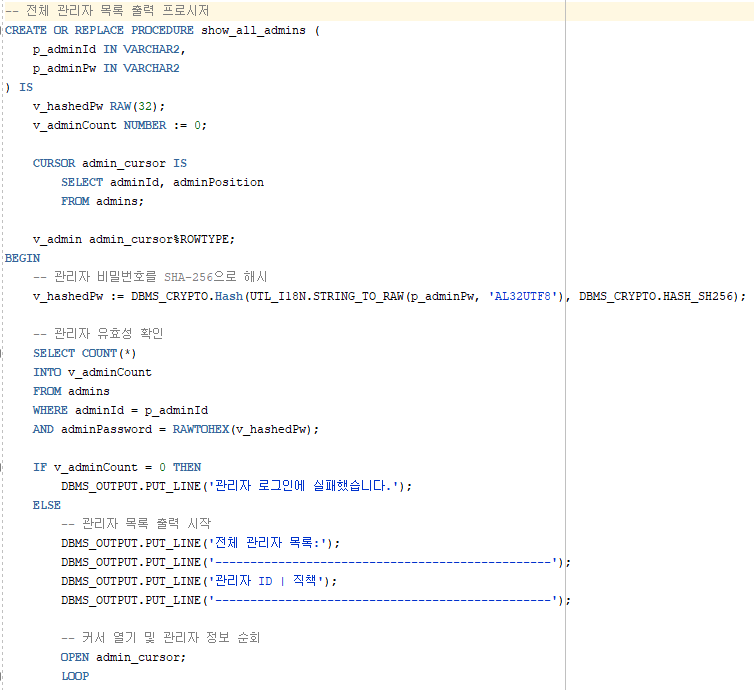 -- 전체 관리자 목록 출력 프로시저
CREATE OR REPLACE PROCEDURE show_all_admins (
    p_adminId IN VARCHAR2,
    p_adminPw IN VARCHAR2
) IS
    v_hashedPw RAW(32);
    v_adminCount NUMBER := 0;

    CURSOR admin_cursor IS
        SELECT adminId, adminPosition
        FROM admins;

    v_admin admin_cursor%ROWTYPE;
BEGIN
    -- 관리자 비밀번호를 SHA-256으로 해시
    v_hashedPw := DBMS_CRYPTO.Hash(UTL_I18N.STRING_TO_RAW(p_adminPw, 'AL32UTF8'), DBMS_CRYPTO.HASH_SH256);

    -- 관리자 유효성 확인
    SELECT COUNT(*)
    INTO v_adminCount
    FROM admins
    WHERE adminId = p_adminId
    AND adminPassword = RAWTOHEX(v_hashedPw);

    IF v_adminCount = 0 THEN
        DBMS_OUTPUT.PUT_LINE('관리자 로그인에 실패했습니다.');
    ELSE
        -- 관리자 목록 출력 시작
        DBMS_OUTPUT.PUT_LINE('전체 관리자 목록:');
        DBMS_OUTPUT.PUT_LINE('------------------------------------------------');
        DBMS_OUTPUT.PUT_LINE('관리자 ID | 직책');
        DBMS_OUTPUT.PUT_LINE('------------------------------------------------');

        -- 커서 열기 및 관리자 정보 순회
        OPEN admin_cursor;
        LOOP